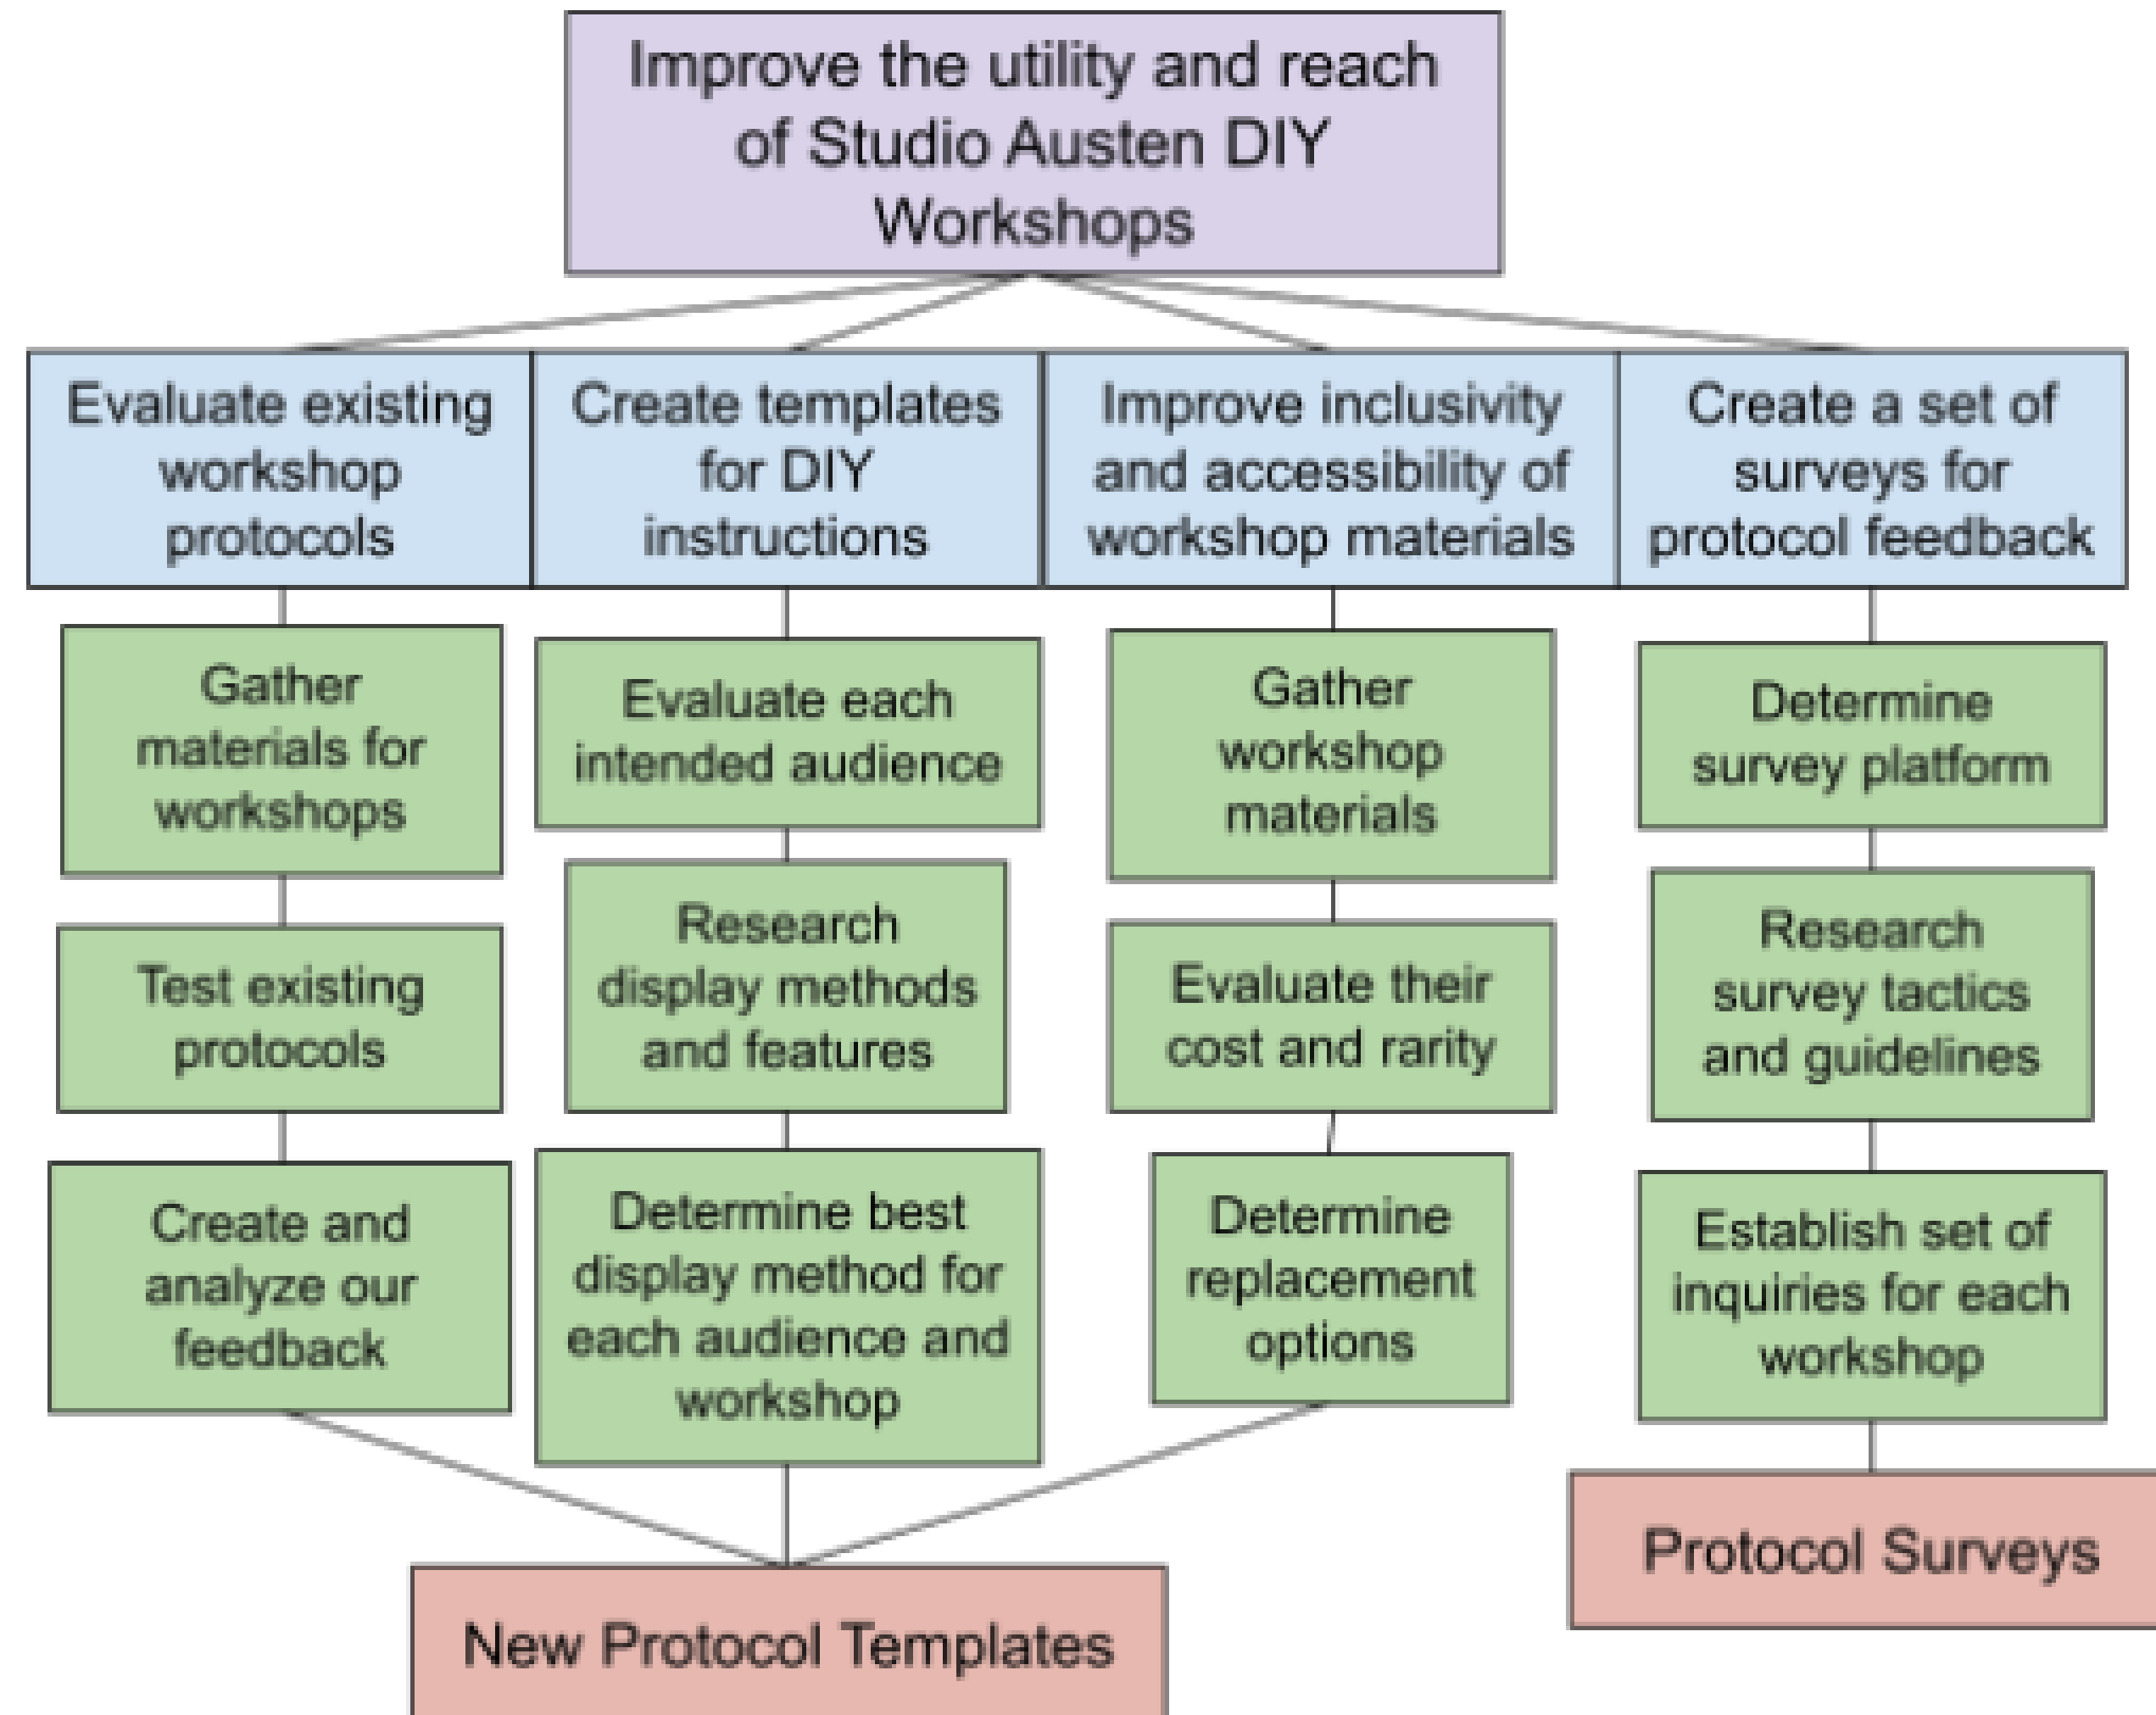 Improve the utility and reach
of Studio Austen DIY
Workshops
Evaluate existing
workshop
protocols
Create templates
for DIY
instructions
Improve inclusivity
and accessibility of
workshop materials
Create a set of
surveys for
protocol feedback
Gather
materials for
workshops
Test existing
protocols
Create and
analyze our
feedback
Evaluate each
intended audience
Research
display methods
and features
Determine best
display method for
each audience and
workshop
Gather
workshop
materials
Evaluate their
cost and rarity
Determine
replacement
options
Determine
survey platform
Research
survey tactics
and guidelines
Establish set of
inquiries for each
workshop
New Protocol Templates
Protocol Surveys